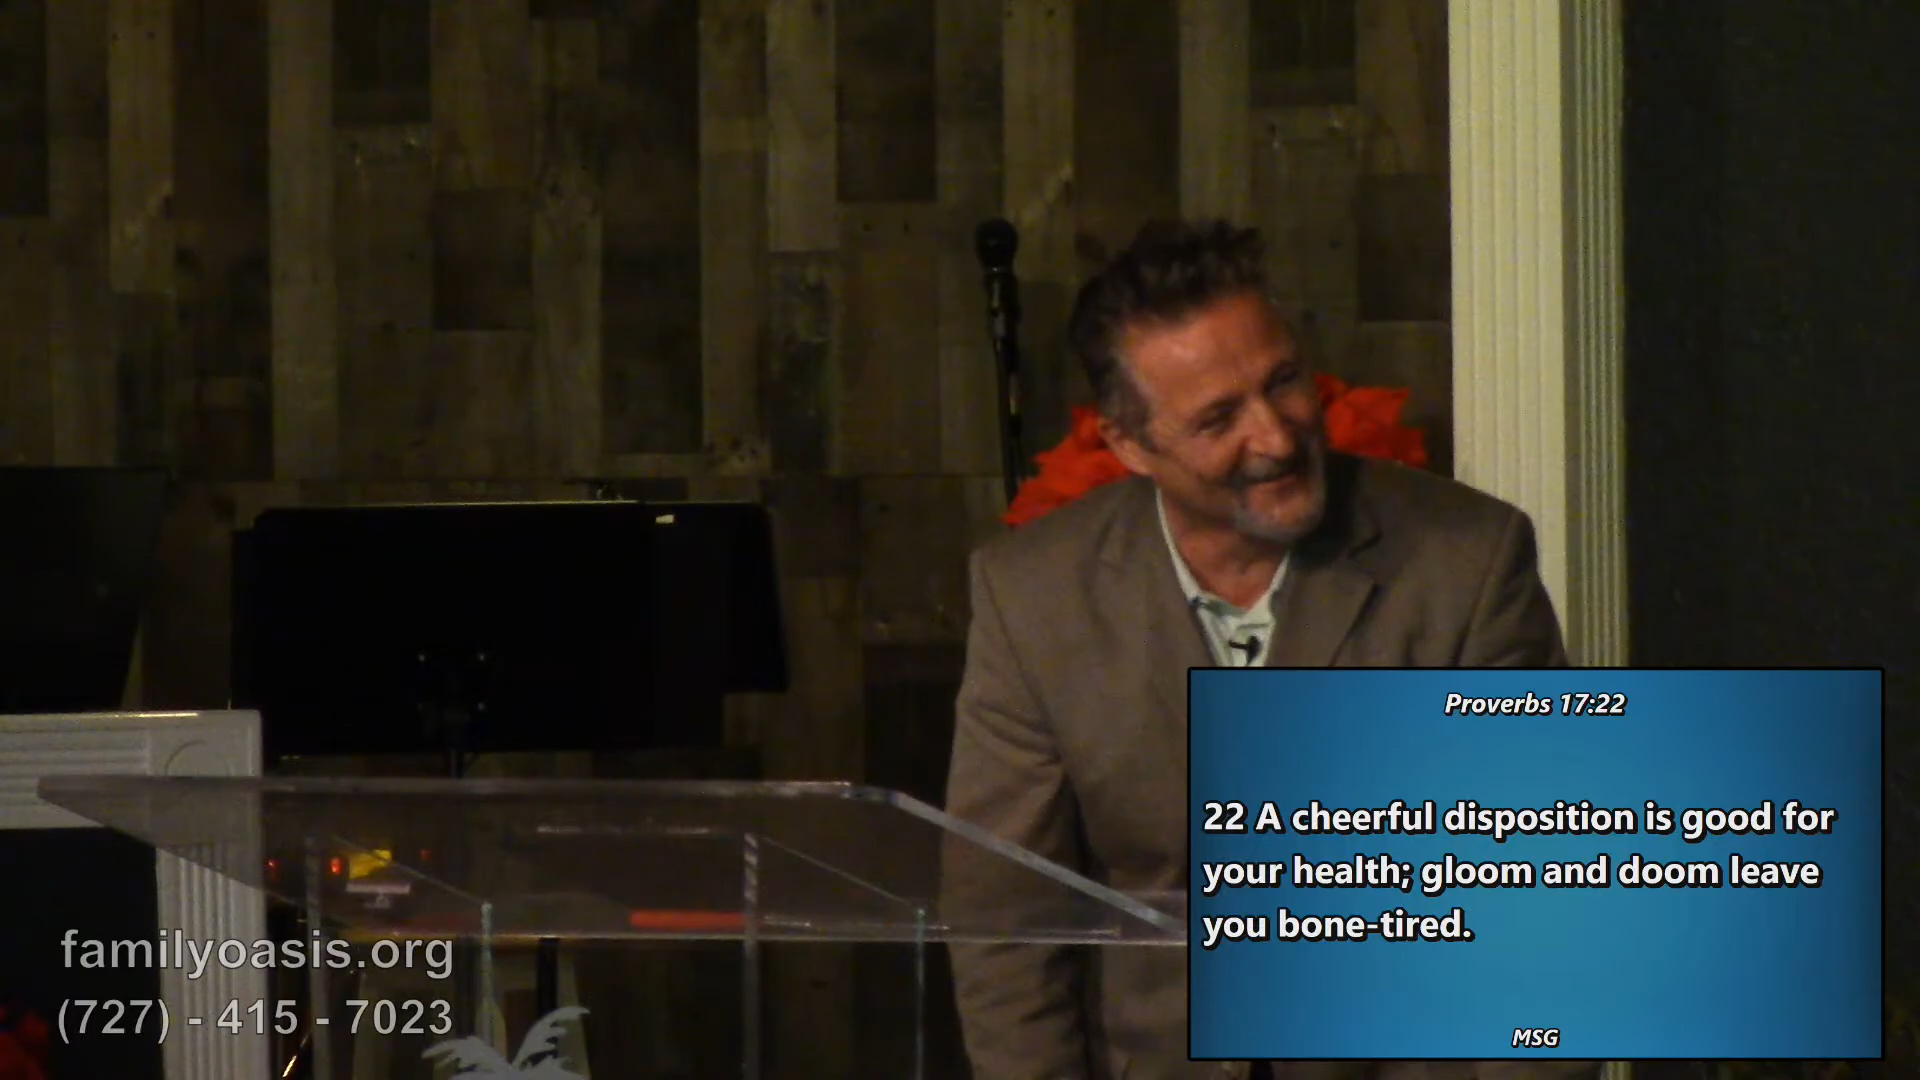 Proverbs 17:22
22 A cheerful disposition is good for
your health; gloom and doom leave
you bone-tired.
MSG
familyoasis.org
(727) - 415 - 7023